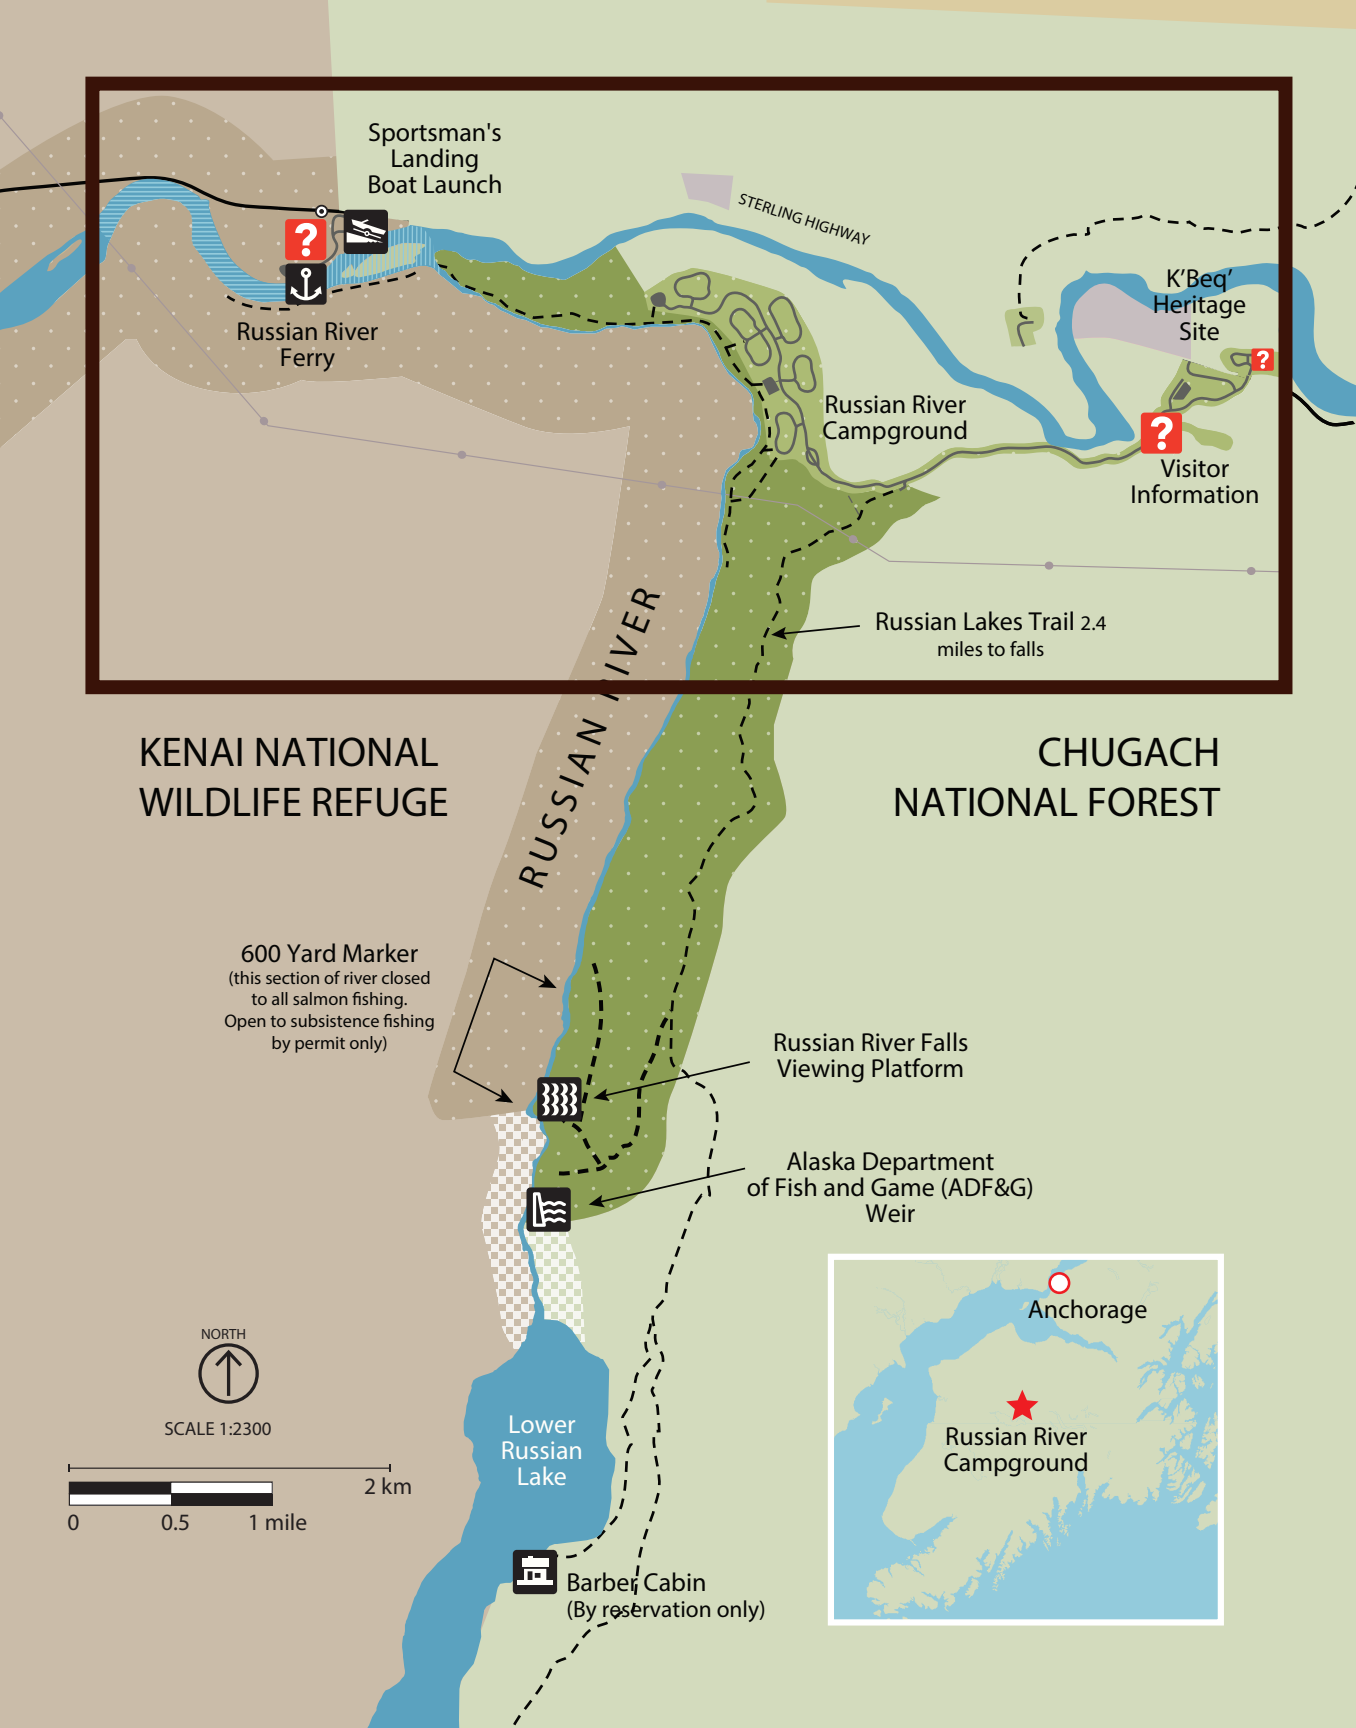 Sportsman's
Landing
Boat Launch
STERLING HIGHWAY
?
K'Beq'
Heritage
Site
Russian River
Ferry
?
Russian River
Campground
?
Visitor
Information
Russian Lakes Trail 2.4
miles to falls
RUSSIAN RIVER
KENAI NATIONAL
WILDLIFE REFUGE
CHUGACH
NATIONAL FOREST
600 Yard Marker
(this section of river closed
to all salmon fishing.
Open to subsistence fishing
by permit only)
Russian River Falls
Viewing Platform
Alaska Department
of Fish and Game (ADF&G)
Weir
Anchorage
Russian River
Campground
NORTH
SCALE 1:2300
2 km
0 0.5 1 mile
Lower
Russian
Lake
Barber Cabin
(By reservation only)